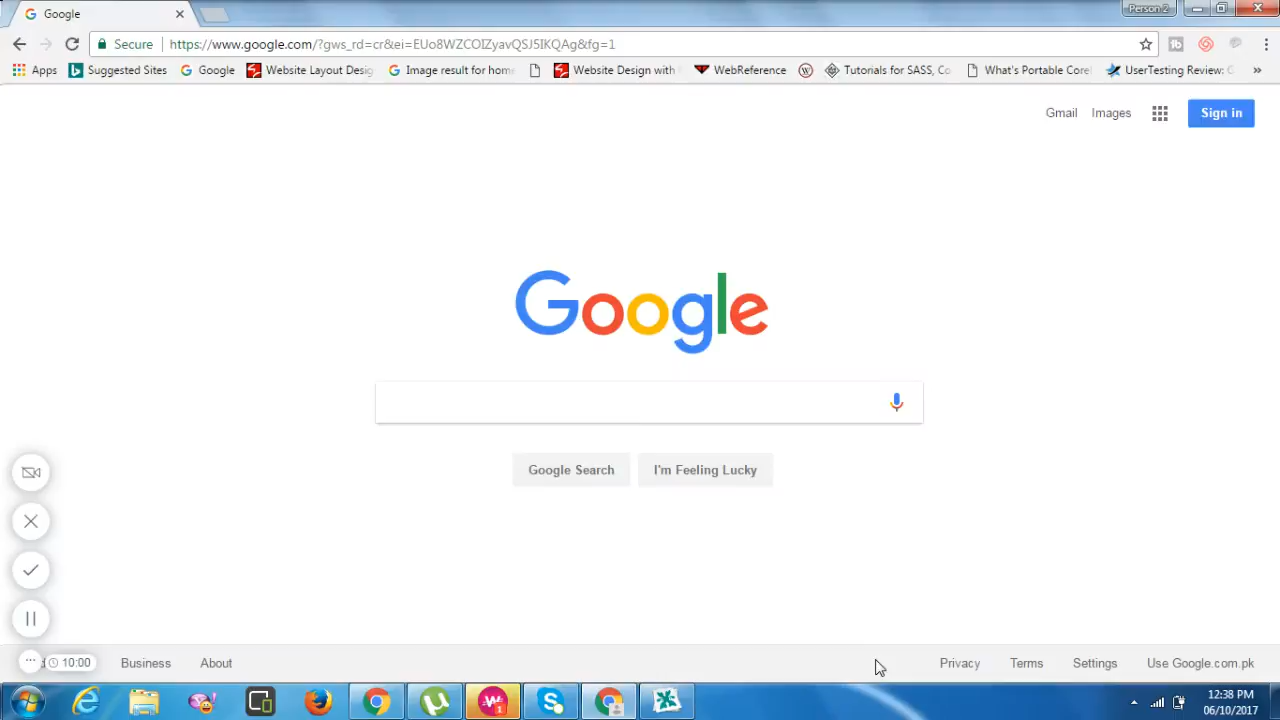 Google
Person 2
Secure
https://www.google.com/?gws_rd=cr&ei=EUo8WZCOIZyavQSJ5IKQAg&fg=1
Apps
Suggested Sites
Google
Website Layout Desig
Image result for hom
Website Design with
WebReference
Tutorials for SASS, Co
What's Portable Corel
UserTesting Review:
Gmail
Images
Sign in
Google
Google Search
I'm Feeling Lucky
10:00
Business
About
Privacy
Terms
Settings
Use Google.com.pk
12:38 PM
06/10/2017